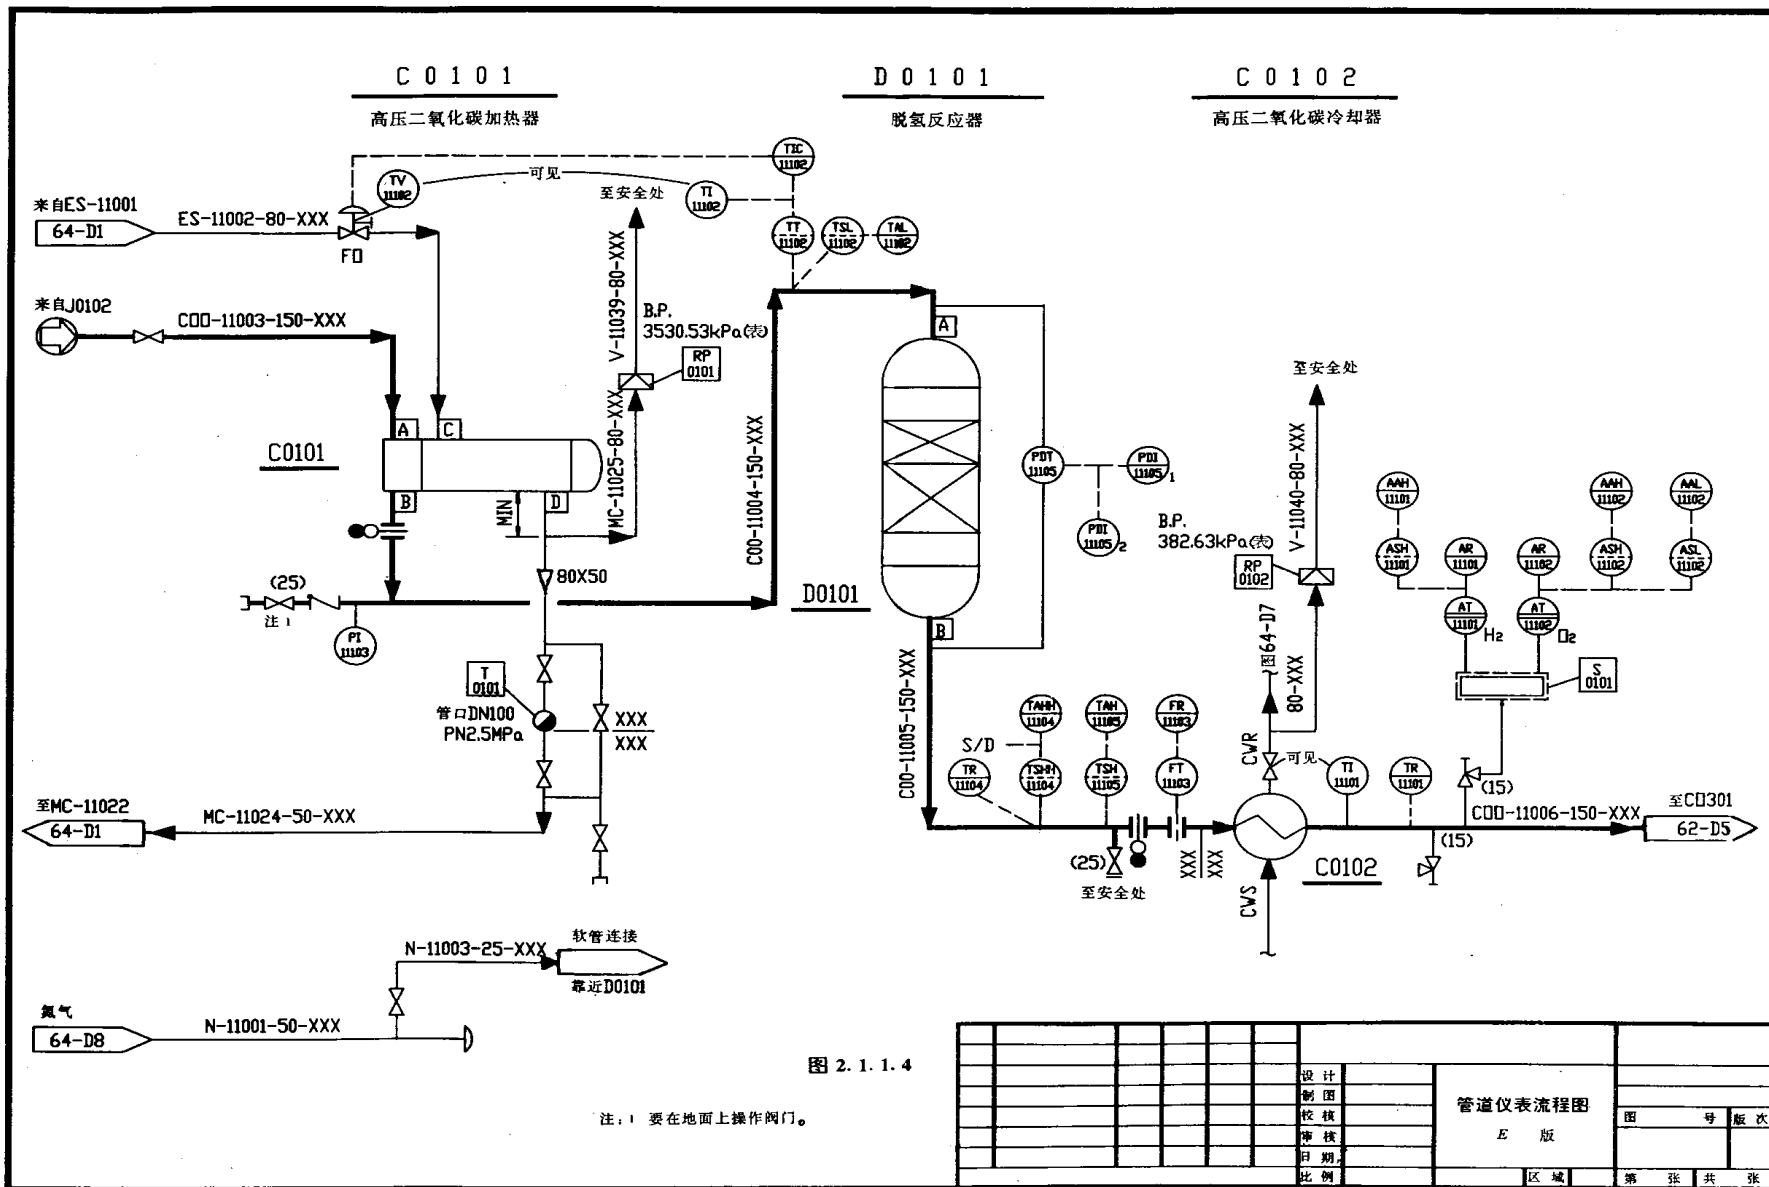 C0101
高压二氧化碳加热器
D0101
脱氢反应器
C0102
高压二氧化碳冷却器
TIC
11102
TV
11102
可见
TI
11102
至安全处
来自ES-11001
64-D1
ES-11002-80-XXX
FO
TT
11102
TSL
11102
TAL
11102
来自J0102
COO-11003-150-XXX
V-11039-80-XXX
B.P.
3530.53kPa(表)
RP
0101
A
C
C0101
B
D
MIN
MC-11025-80-XXX
COO-11004-150-XXX
80X50
(25)
注1
PI
11103
T
0101
管口DN100
PN2.5MPa
XXX
XXX
至MC-11022
64-D1
MC-11024-50-XXX
A
PDT
11105
PDI
11105 1
PDI
11105 2
D0101
B
COO-11005-150-XXX
至安全处
V-11040-80-XXX
B.P.
382.63kPa(表)
RP
0102
图64-D7
80-XXX
CWR
AAH
11101
AAH
11102
AAL
11102
ASH
11101
AR
11101
AR
11102
ASH
11102
ASL
11102
AT
11101
H2
AT
11102
O2
S
0101
TAHH
11104
TAH
11105
FR
11103
S/D
TR
11104
TSHH
11104
TSH
11105
FT
11103
可见
TI
11101
TR
11101
(15)
COO-11006-150-XXX
至CO301
62-D5
(25)
至安全处
XXX
XXX
C0102
(15)
CWS
软管连接
N-11003-25-XXX
靠近D0101
氮气
64-D8
N-11001-50-XXX
图 2.1.1.4
注:1 要在地面上操作阀门。
设计
制图
校核
审核
日期
比例
管道仪表流程图
E 版
区域
图 号
版次
第 张
共 张